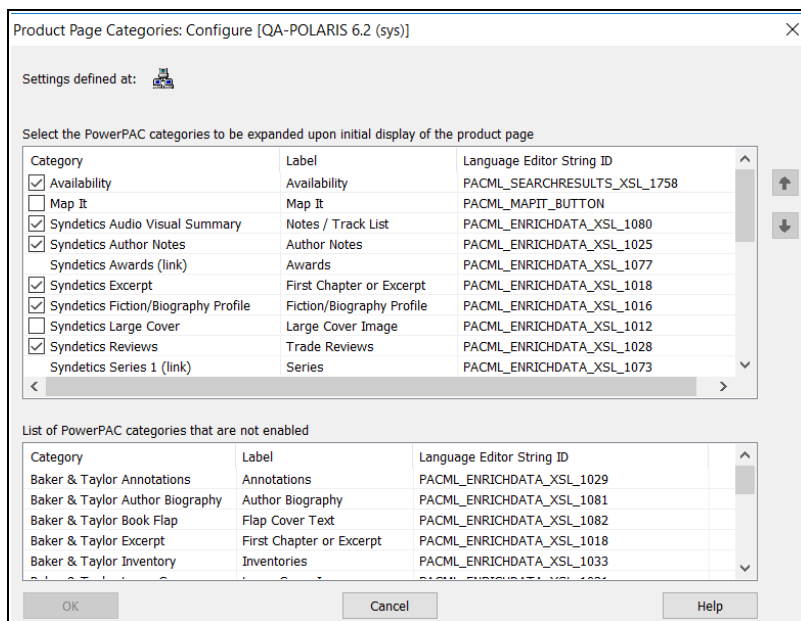 Product Page Categories: Configure [QA-POLARIS 6.2 (sys)]
Settings defined at:
Select the PowerPAC categories to be expanded upon initial display of the product page
Category Label Language Editor String ID
Availability Availability PACML_SEARCHRESULTS_XSL_1758
Map It Map It PACML_MAPIT_BUTTON
Syndetics Audio Visual Summary Notes / Track List PACML_ENRICHDATA_XSL_1080
Syndetics Author Notes Author Notes PACML_ENRICHDATA_XSL_1025
Syndetics Awards (link) Awards PACML_ENRICHDATA_XSL_1077
Syndetics Excerpt First Chapter or Excerpt PACML_ENRICHDATA_XSL_1018
Syndetics Fiction/Biography Profile Fiction/Biography Profile PACML_ENRICHDATA_XSL_1016
Syndetics Large Cover Large Cover Image PACML_ENRICHDATA_XSL_1012
Syndetics Reviews Trade Reviews PACML_ENRICHDATA_XSL_1028
Syndetics Series 1 (link) Series PACML_ENRICHDATA_XSL_1073
List of PowerPAC categories that are not enabled
Category Label Language Editor String ID
Baker & Taylor Annotations Annotations PACML_ENRICHDATA_XSL_1029
Baker & Taylor Author Biography Author Biography PACML_ENRICHDATA_XSL_1081
Baker & Taylor Book Flap Flap Cover Text PACML_ENRICHDATA_XSL_1082
Baker & Taylor Excerpt First Chapter or Excerpt PACML_ENRICHDATA_XSL_1018
Baker & Taylor Inventory Inventories PACML_ENRICHDATA_XSL_1033
OK Cancel Help